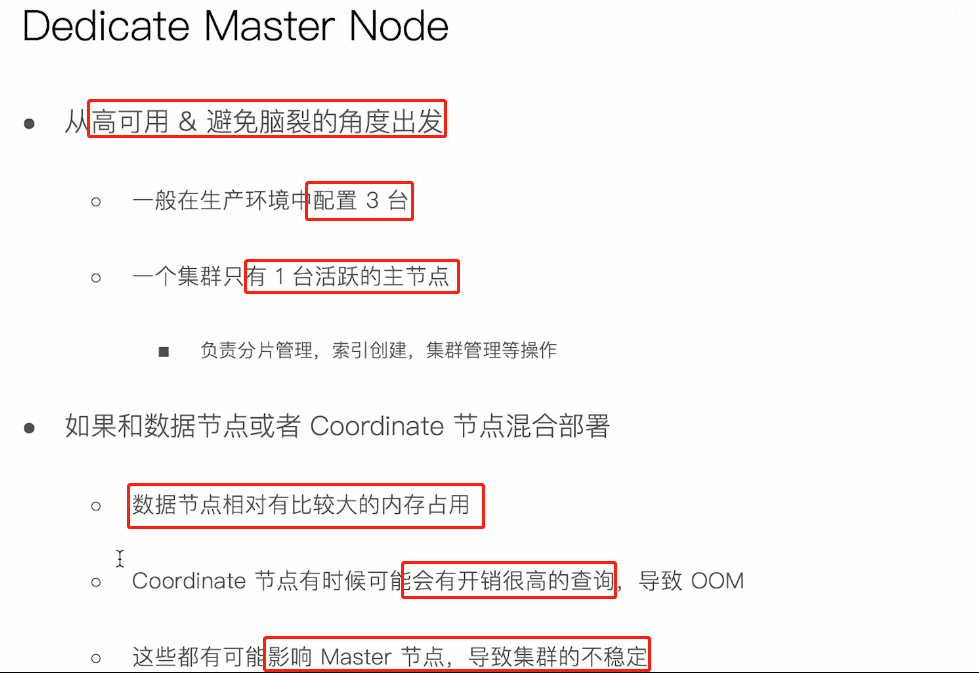 Dedicate Master Node
从高可用 & 避免脑裂的角度出发
一般在生产环境中配置 3 台
一个集群只有 1 台活跃的主节点
负责分片管理，索引创建，集群管理等操作
如果和数据节点或者 Coordinate 节点混合部署
数据节点相对有比较大的内存占用
Coordinate 节点有时候可能会有开销很高的查询，导致 OOM
这些都有可能影响 Master 节点，导致集群的不稳定